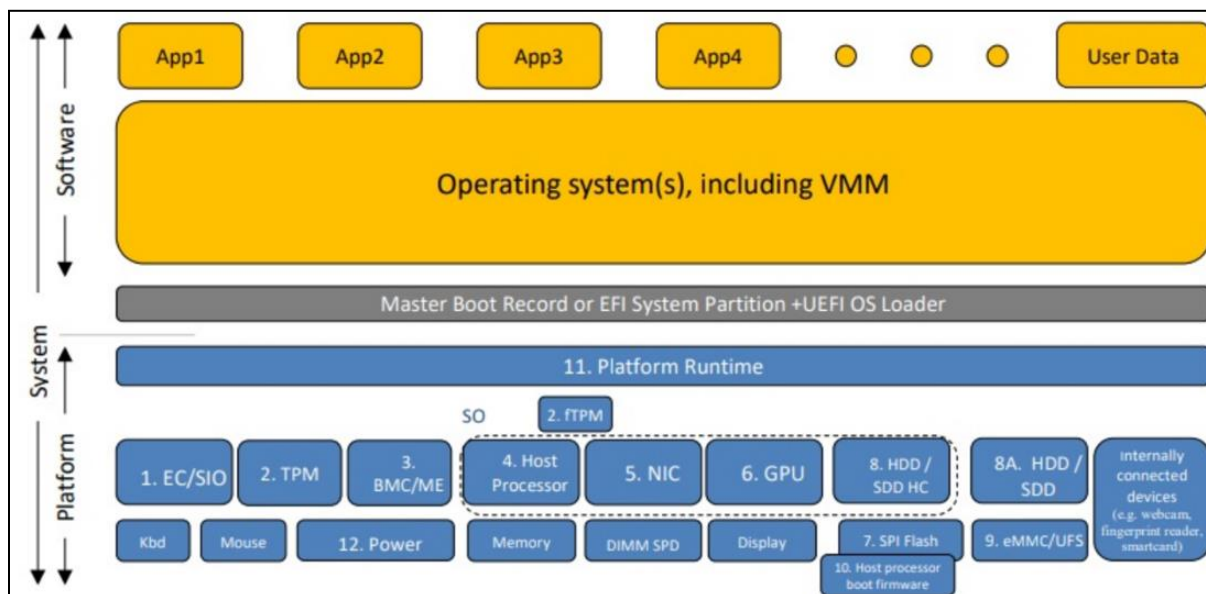 App1
App2
App3
App4
User Data
Software
Operating system(s), including VMM
Master Boot Record or EFI System Partition +UEFI OS Loader
System
11. Platform Runtime
Platform
SO
2. fTPM
1. EC/SIO
2. TPM
3.
BMC/ME
4. Host
Processor
5. NIC
6. GPU
8. HDD /
SDD HC
8A. HDD /
SDD
Internally
connected
devices
(e.g. webcam,
fingerprint reader,
smartcard)
Kbd
Mouse
12. Power
Memory
DIMM SPD
Display
7. SPI Flash
9. eMMC/UFS
10. Host processor
boot firmware